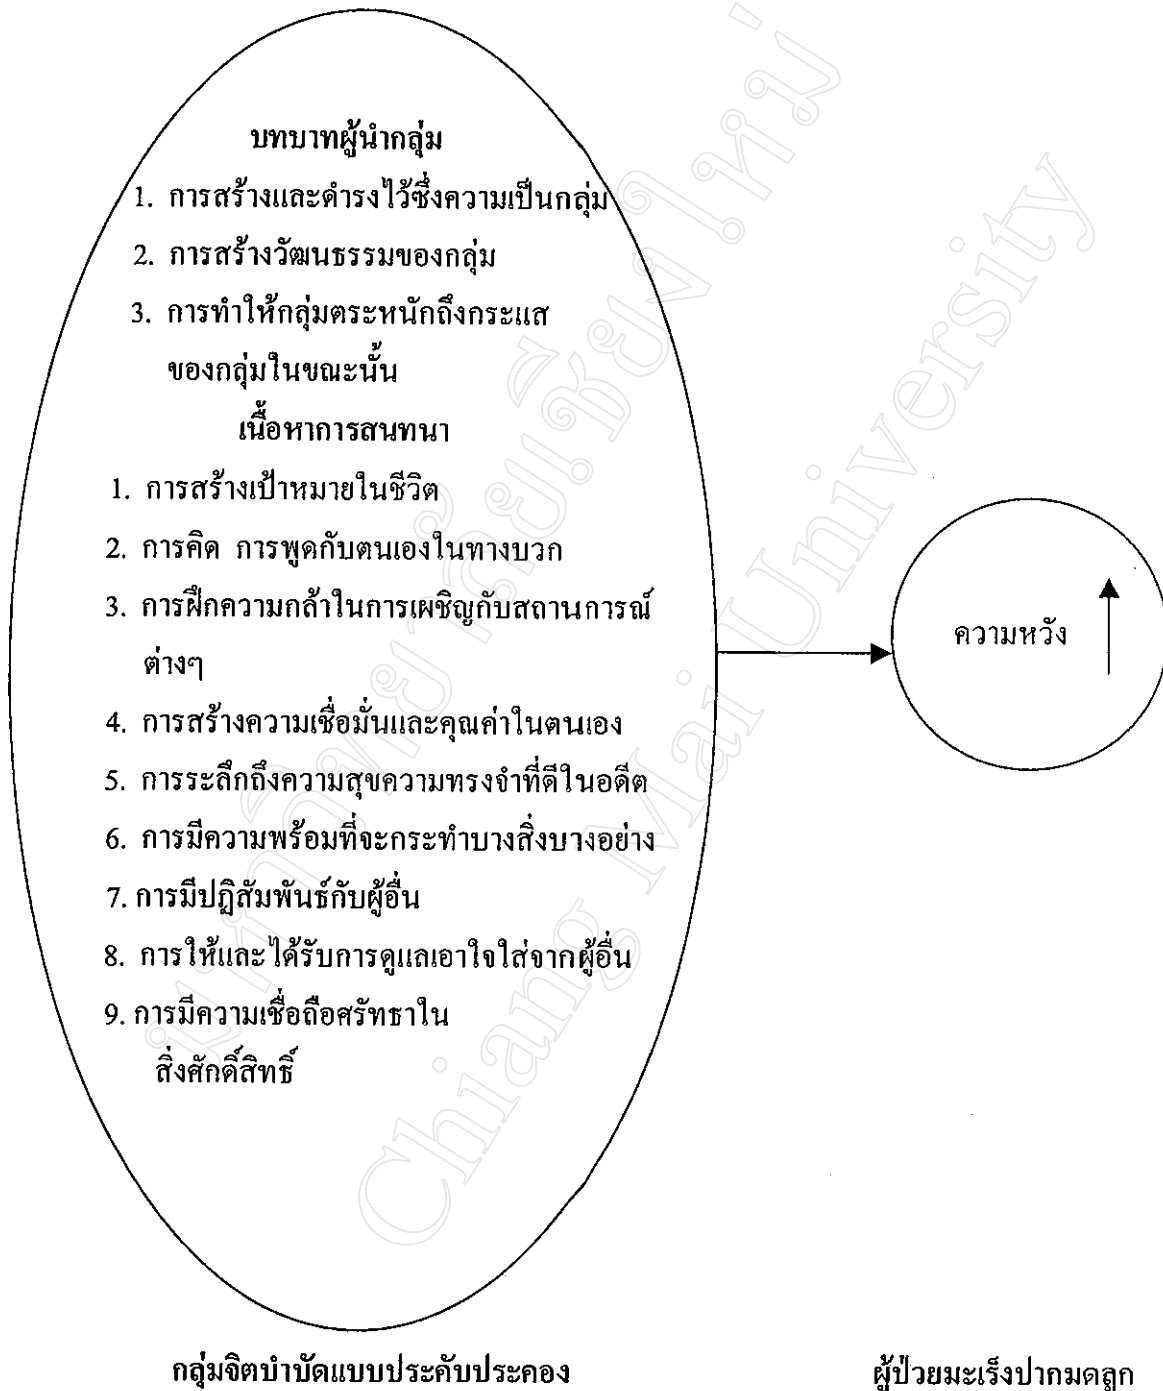 บทบาทผู้นำกลุ่ม
1. การสร้างและดำรงไว้ซึ่งความเป็นกลุ่ม
2. การสร้างวัฒนธรรมของกลุ่ม
3. การทำให้กลุ่มตระหนักถึงกระแส
ของกลุ่มในขณะนั้น
เนื้อหาการสนทนา
1. การสร้างเป้าหมายในชีวิต
2. การคิด การพูดกับตนเองในทางบวก
3. การฝึกความกล้าในการเผชิญกับสถานการณ์
ต่างๆ
4. การสร้างความเชื่อมั่นและคุณค่าในตนเอง
5. การระลึกถึงความสุขความทรงจำที่ดีในอดีต
6. การมีความพร้อมที่จะกระทำบางสิ่งบางอย่าง
7. การมีปฏิสัมพันธ์กับผู้อื่น
8. การให้และได้รับการดูแลเอาใจใส่จากผู้อื่น
9. การมีความเชื่อถือศรัทธาใน
สิ่งศักดิ์สิทธิ์
ความหวัง
กลุ่มจิตบำบัดแบบประคับประคอง
ผู้ป่วยมะเร็งปากมดลูก
มหาวิทยาลัยเชียงใหม่
Chiang Mai University